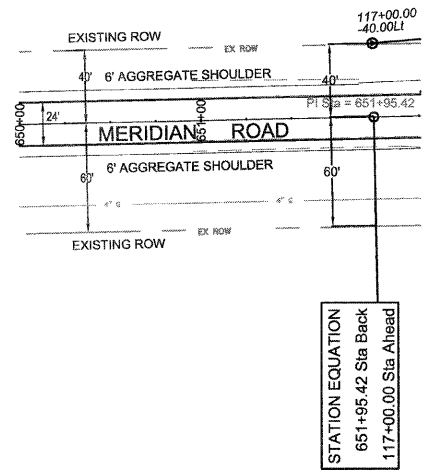 117+00.00
-40.00Lt
EXISTING ROW
EX ROW
40'
6' AGGREGATE SHOULDER
40'
PI Sta = 651+95.42
650+00
24'
651+00
MERIDIAN ROAD
6' AGGREGATE SHOULDER
60'
60'
4" G
4" G
EX ROW
EXISTING ROW
STATION EQUATION
651+95.42 Sta Back
117+00.00 Sta Ahead